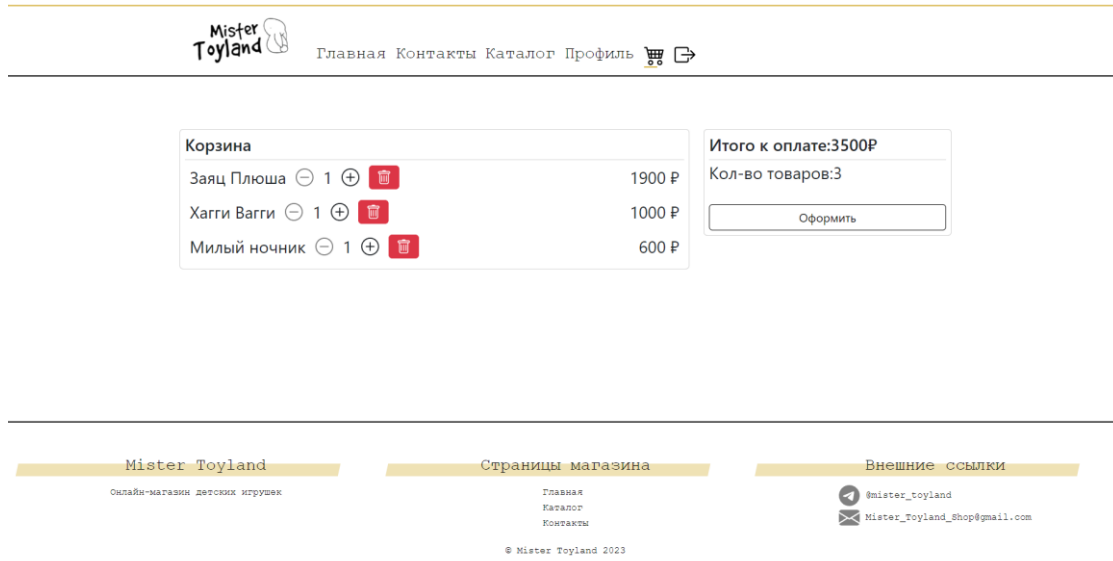 Mister
Toyland
Главная Контакты Каталог Профиль
Корзина
Заяц Плюша 1 1900 ₽
Хагги Вагги 1 1000 ₽
Милый ночник 1 600 ₽
Итого к оплате:3500₽
Кол-во товаров:3
Оформить
Mister Toyland
Онлайн-магазин детских игрушек
Страницы магазина
Главная
Каталог
Контакты
© Mister Toyland 2023
Внешние ссылки
@mister_toyland
Mister_Toyland_Shop@gmail.com